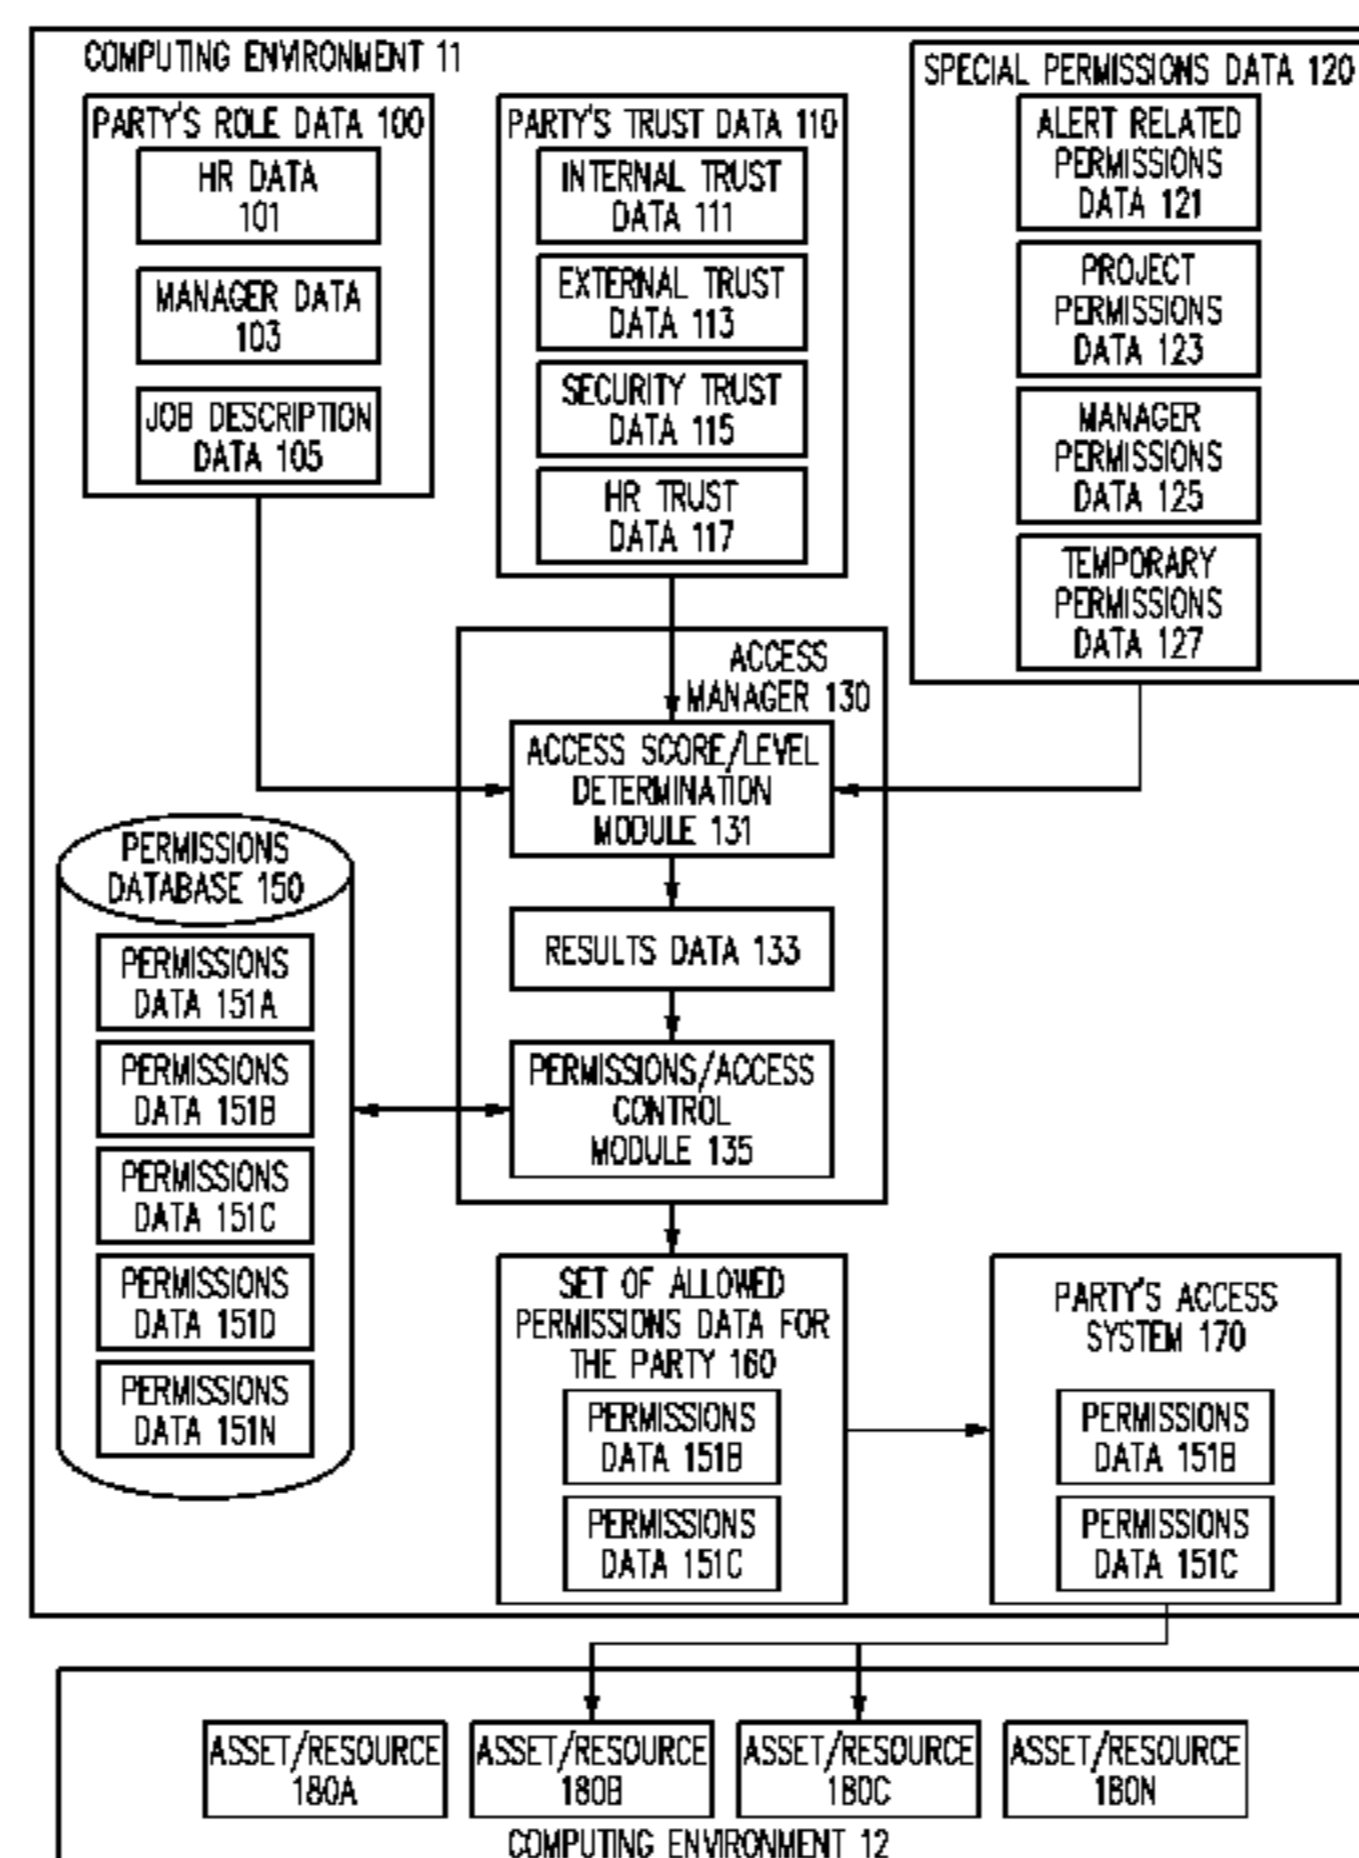 COMPUTING ENVIRONMENT 11
PARTY'S ROLE DATA 100
HR DATA
101
MANAGER DATA
103
JOB DESCRIPTION
DATA 105
PARTY'S TRUST DATA 110
INTERNAL TRUST
DATA 111
EXTERNAL TRUST
DATA 113
SECURITY TRUST
DATA 115
HR TRUST
DATA 117
SPECIAL PERMISSIONS DATA 120
ALERT RELATED
PERMISSIONS
DATA 121
PROJECT
PERMISSIONS
DATA 123
MANAGER
PERMISSIONS
DATA 125
TEMPORARY
PERMISSIONS
DATA 127
ACCESS
MANAGER 130
ACCESS SCORE/LEVEL
DETERMINATION
MODULE 131
RESULTS DATA 133
PERMISSIONS/ACCESS
CONTROL
MODULE 135
PERMISSIONS
DATABASE 150
PERMISSIONS
DATA 151A
PERMISSIONS
DATA 151B
PERMISSIONS
DATA 151C
PERMISSIONS
DATA 151D
PERMISSIONS
DATA 151N
SET OF ALLOWED
PERMISSIONS DATA FOR
THE PARTY 160
PERMISSIONS
DATA 151B
PERMISSIONS
DATA 151C
PARTY'S ACCESS
SYSTEM 170
PERMISSIONS
DATA 151B
PERMISSIONS
DATA 151C
ASSET/RESOURCE
180A
ASSET/RESOURCE
180B
ASSET/RESOURCE
180C
ASSET/RESOURCE
180N
COMPUTING ENVIRONMENT 12